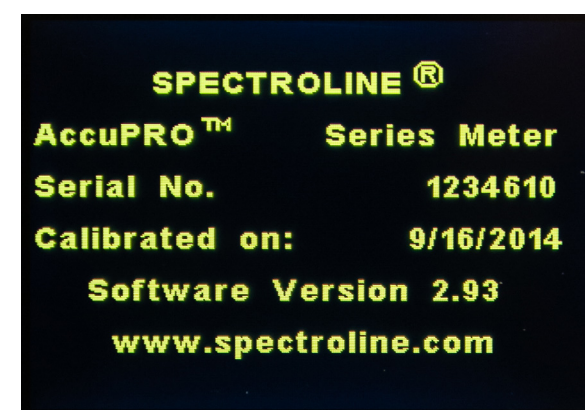 SPECTROLINE ®
AccuPRO™ Series Meter
Serial No. 1234610
Calibrated on: 9/16/2014
Software Version 2.93
www.spectroline.com